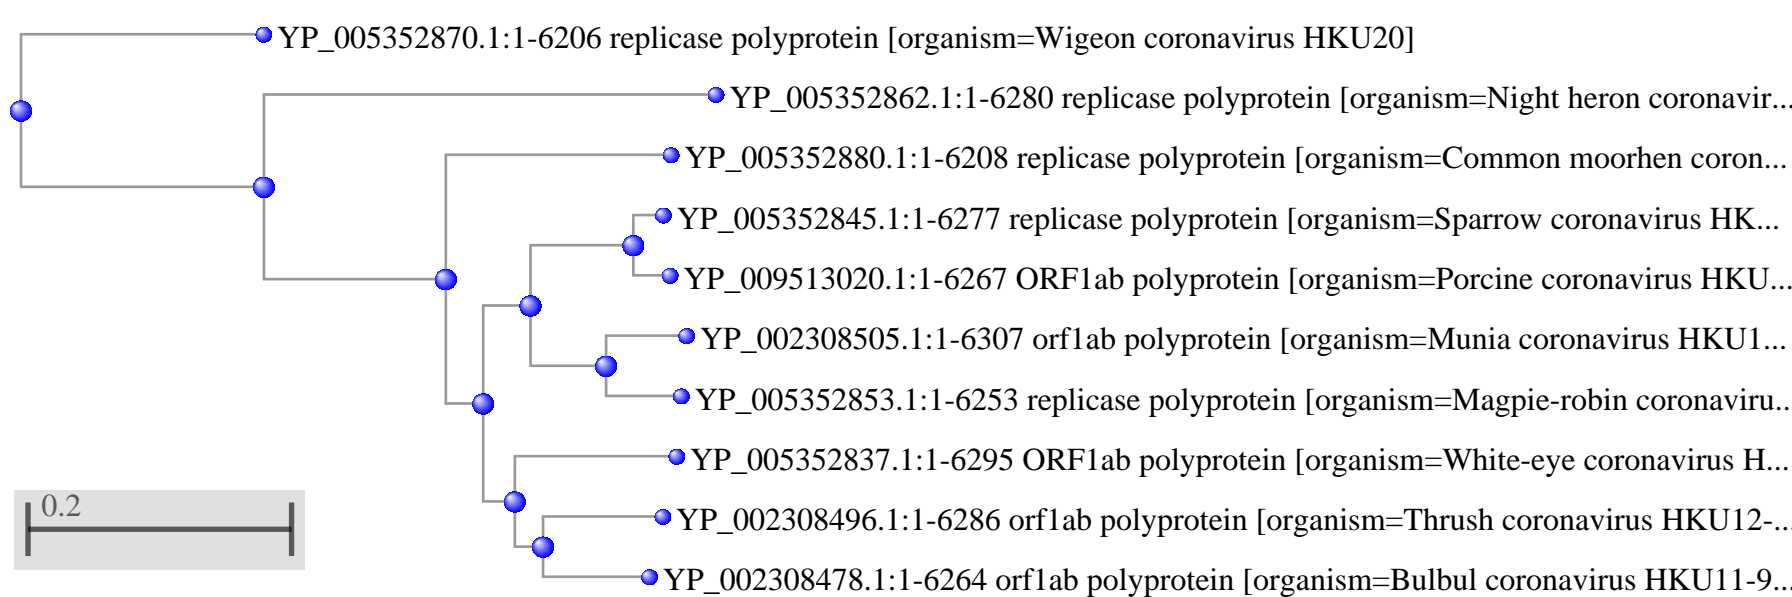 YP_005352870.1:1-6206 replicase polyprotein [organism=Wigeon coronavirus HKU20]
YP_005352862.1:1-6280 replicase polyprotein [organism=Night heron coronavir...
YP_005352880.1:1-6208 replicase polyprotein [organism=Common moorhen coron...
YP_005352845.1:1-6277 replicase polyprotein [organism=Sparrow coronavirus HK...
YP_009513020.1:1-6267 ORF1ab polyprotein [organism=Porcine coronavirus HKU...
YP_002308505.1:1-6307 orf1ab polyprotein [organism=Munia coronavirus HKU1...
YP_005352853.1:1-6253 replicase polyprotein [organism=Magpie-robin coronaviru...
YP_005352837.1:1-6295 ORF1ab polyprotein [organism=White-eye coronavirus H...
0.2
YP_002308496.1:1-6286 orf1ab polyprotein [organism=Thrush coronavirus HKU12-...
YP_002308478.1:1-6264 orf1ab polyprotein [organism=Bulbul coronavirus HKU11-9...